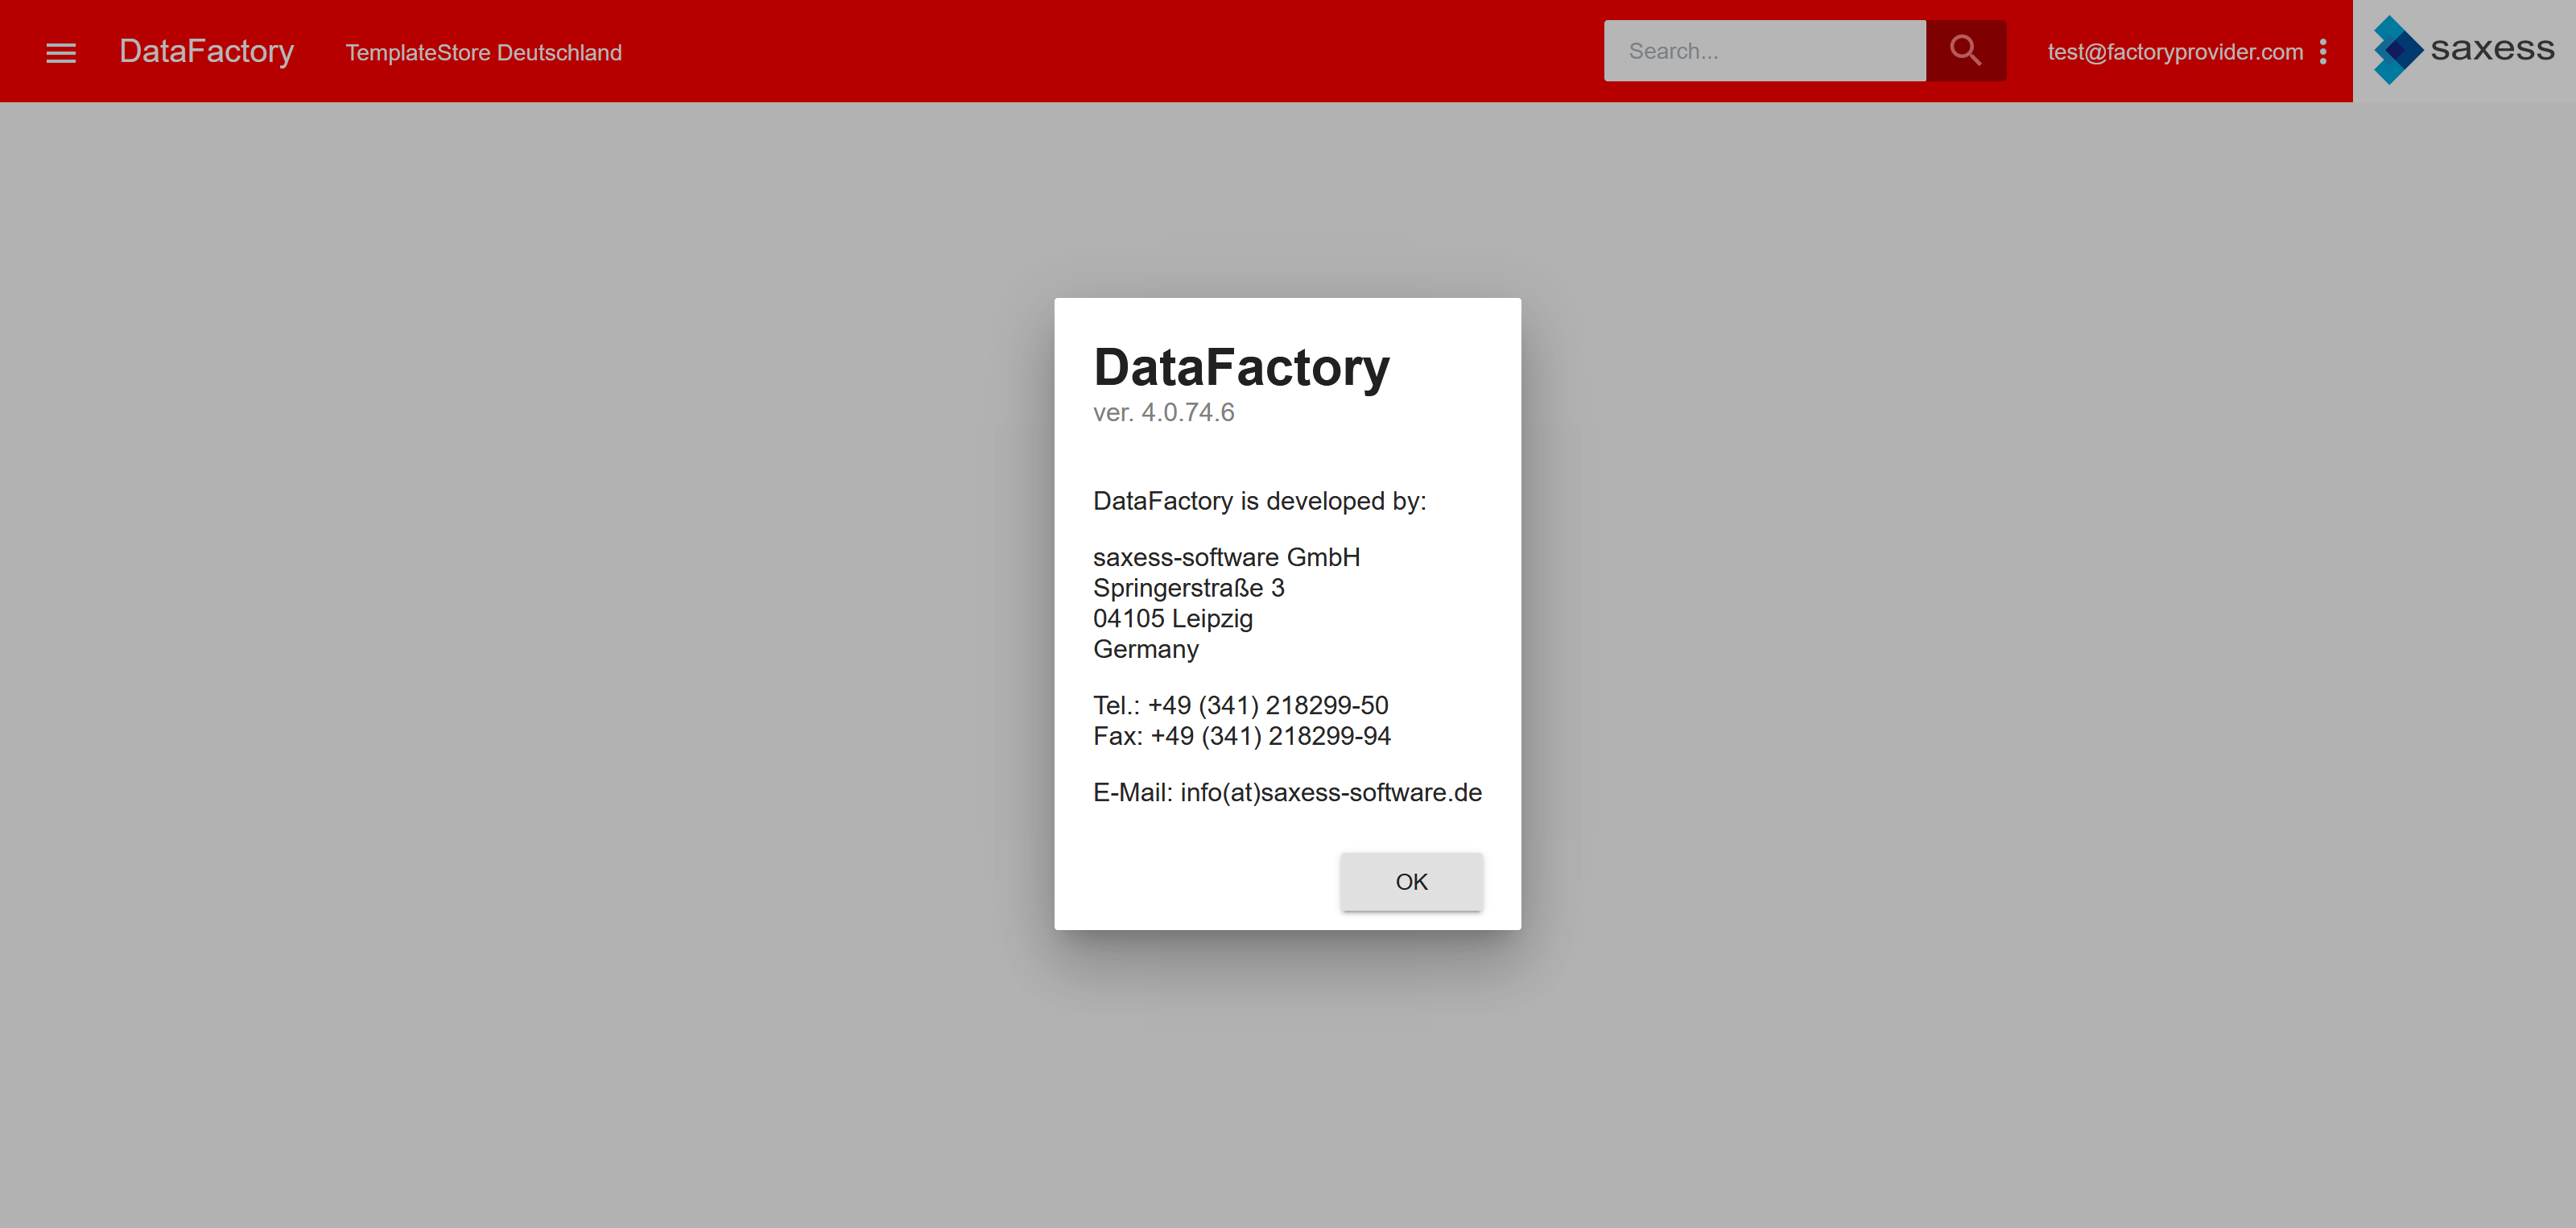 DataFactory
TemplateStore Deutschland
Search...
test@factoryprovider.com
saxess
DataFactory
ver. 4.0.74.6
DataFactory is developed by:
saxess-software GmbH
Springerstraße 3
04105 Leipzig
Germany
Tel.: +49 (341) 218299-50
Fax: +49 (341) 218299-94
E-Mail: info(at)saxess-software.de
OK